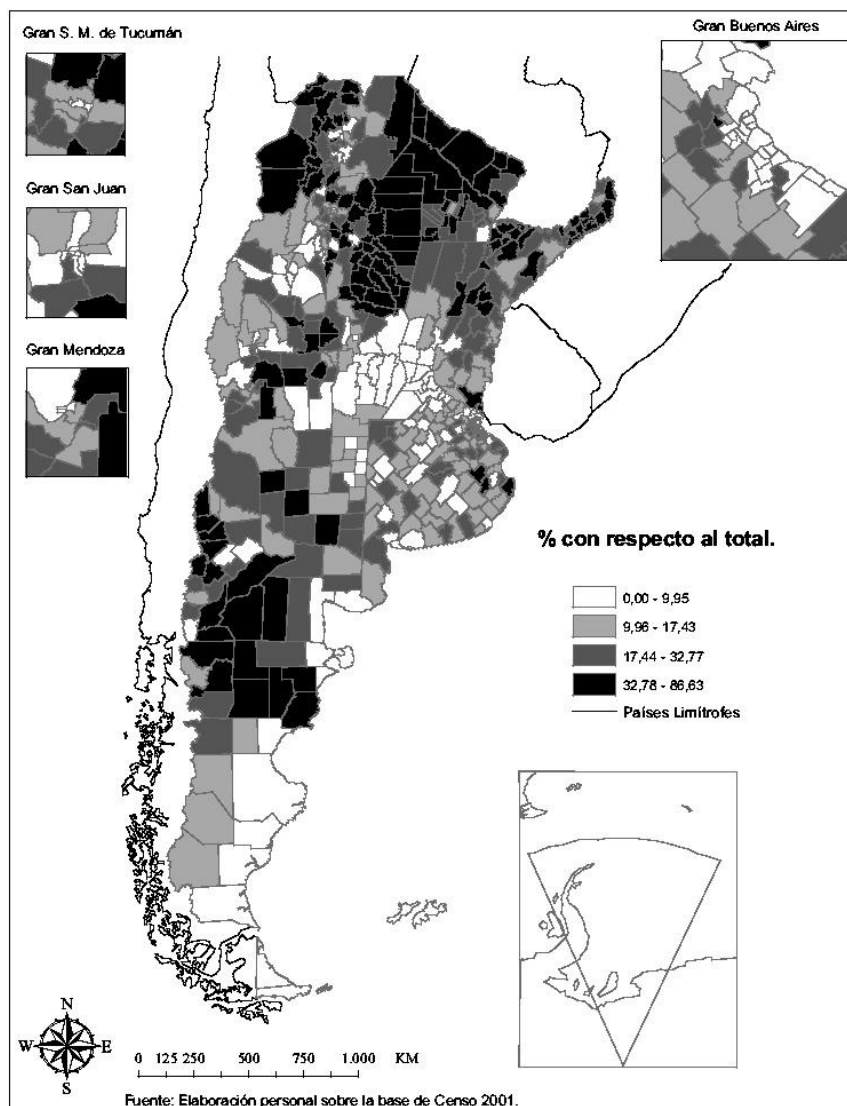 Gran S. M. de Tucumán
Gran Buenos Aires
Gran San Juan
Gran Mendoza
% con respecto al total.
0,00 - 9,95
9,96 - 17,43
17,44 - 32,77
32,78 - 86,63
Países Limítrofes
N
W E
S
0 125 250 500 750 1.000 KM
Fuente: Elaboración personal sobre la base de Censo 2001.